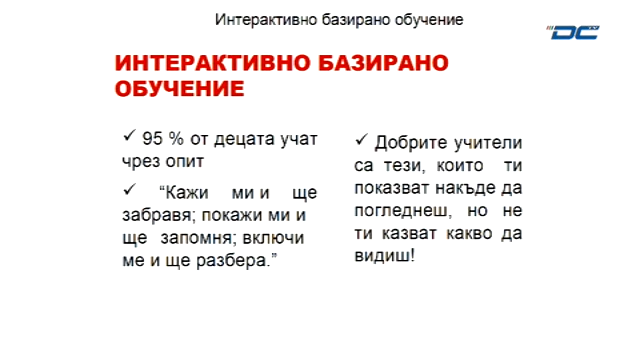 Интерактивно базирано обучение
DC
ИНТЕРАКТИВНО БАЗИРАНО
ОБУЧЕНИЕ
✓ 95 % от децата учат
чрез опит
✓ “Кажи ми и ще
забравя; покажи ми и
ще запомня; включи
ме и ще разбера.”
✓ Добрите учители
са тези, които ти
показват накъде да
погледнеш, но не
ти казват какво да
видиш!